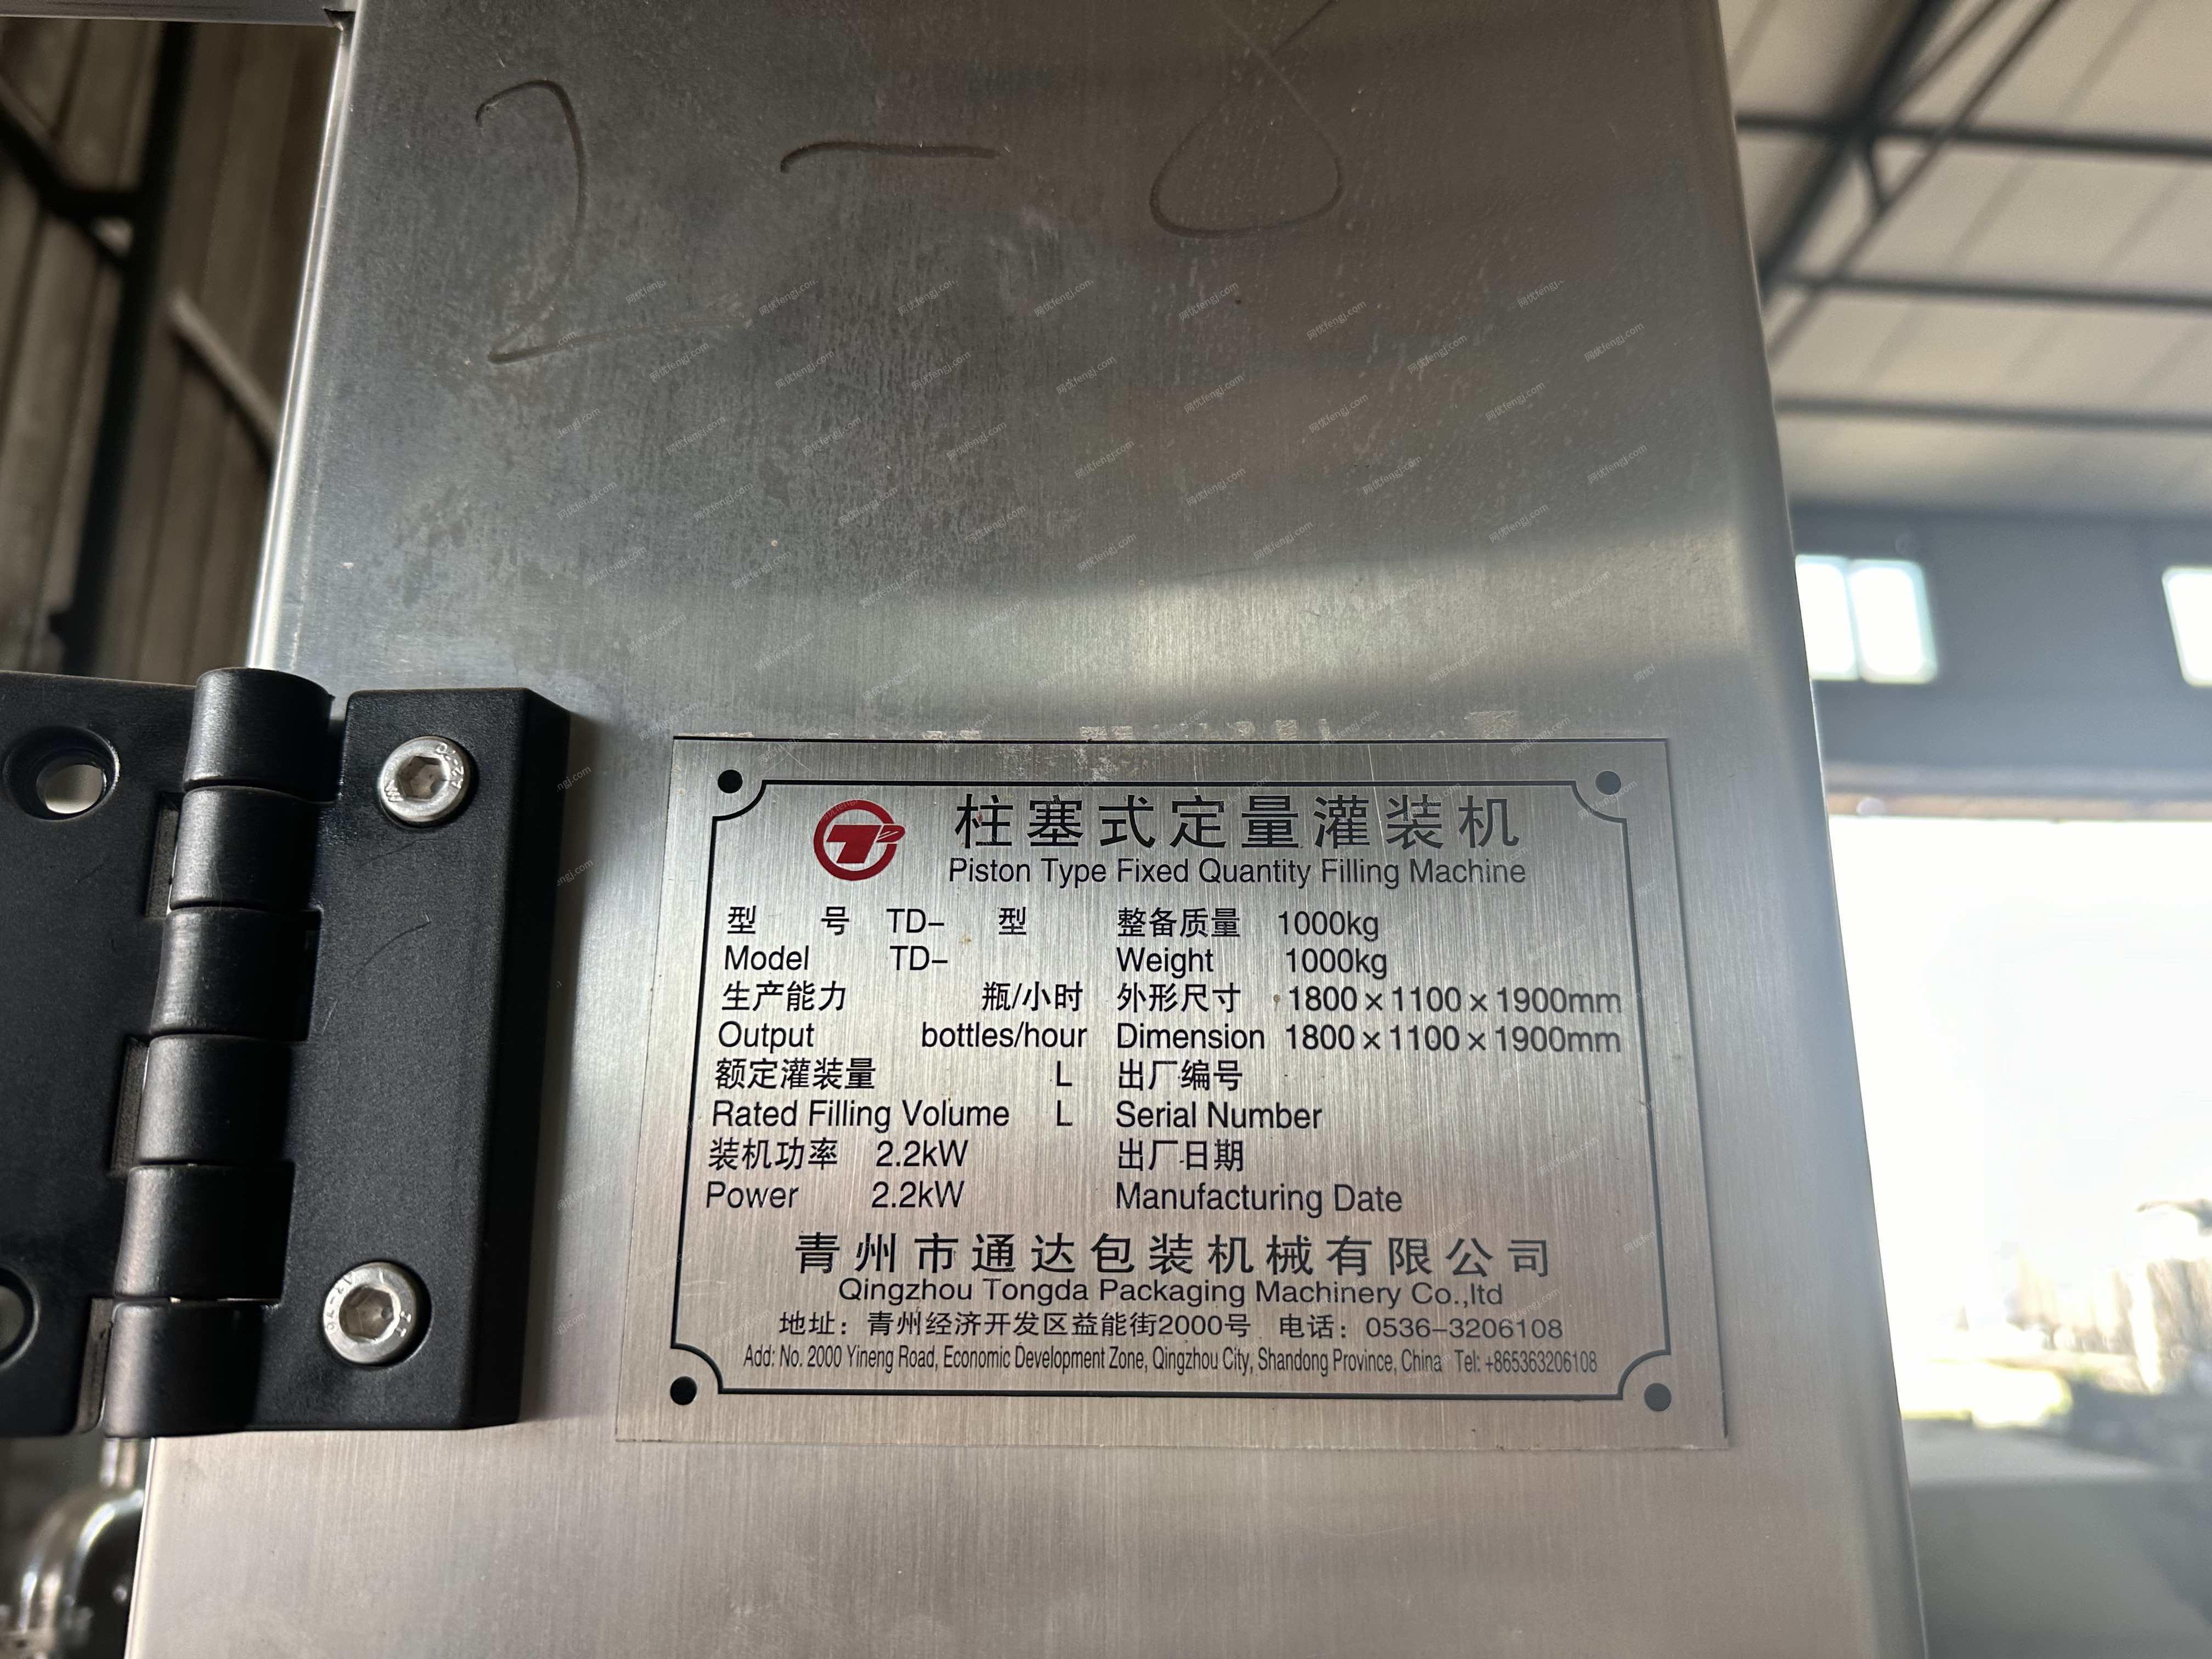 2 - 8
柱塞式定量灌装机
Piston Type Fixed Quantity Filling Machine
型 号 TD- 型 整备质量 1000kg
Model TD- Weight 1000kg
生产能力 瓶/小时 外形尺寸 1800×1100×1900mm
Output bottles/hour Dimension 1800×1100×1900mm
额定灌装量 L 出厂编号
Rated Filling Volume L Serial Number
装机功率 2.2kW 出厂日期
Power 2.2kW Manufacturing Date
青州市通达包装机械有限公司
Qingzhou Tongda Packaging Machinery Co.,ltd
地址：青州经济开发区益能街2000号 电话：0536-3206108
Add: No. 2000 Yineng Road, Economic Development Zone, Qingzhou City, Shandong Province, China Tel: +865363206108